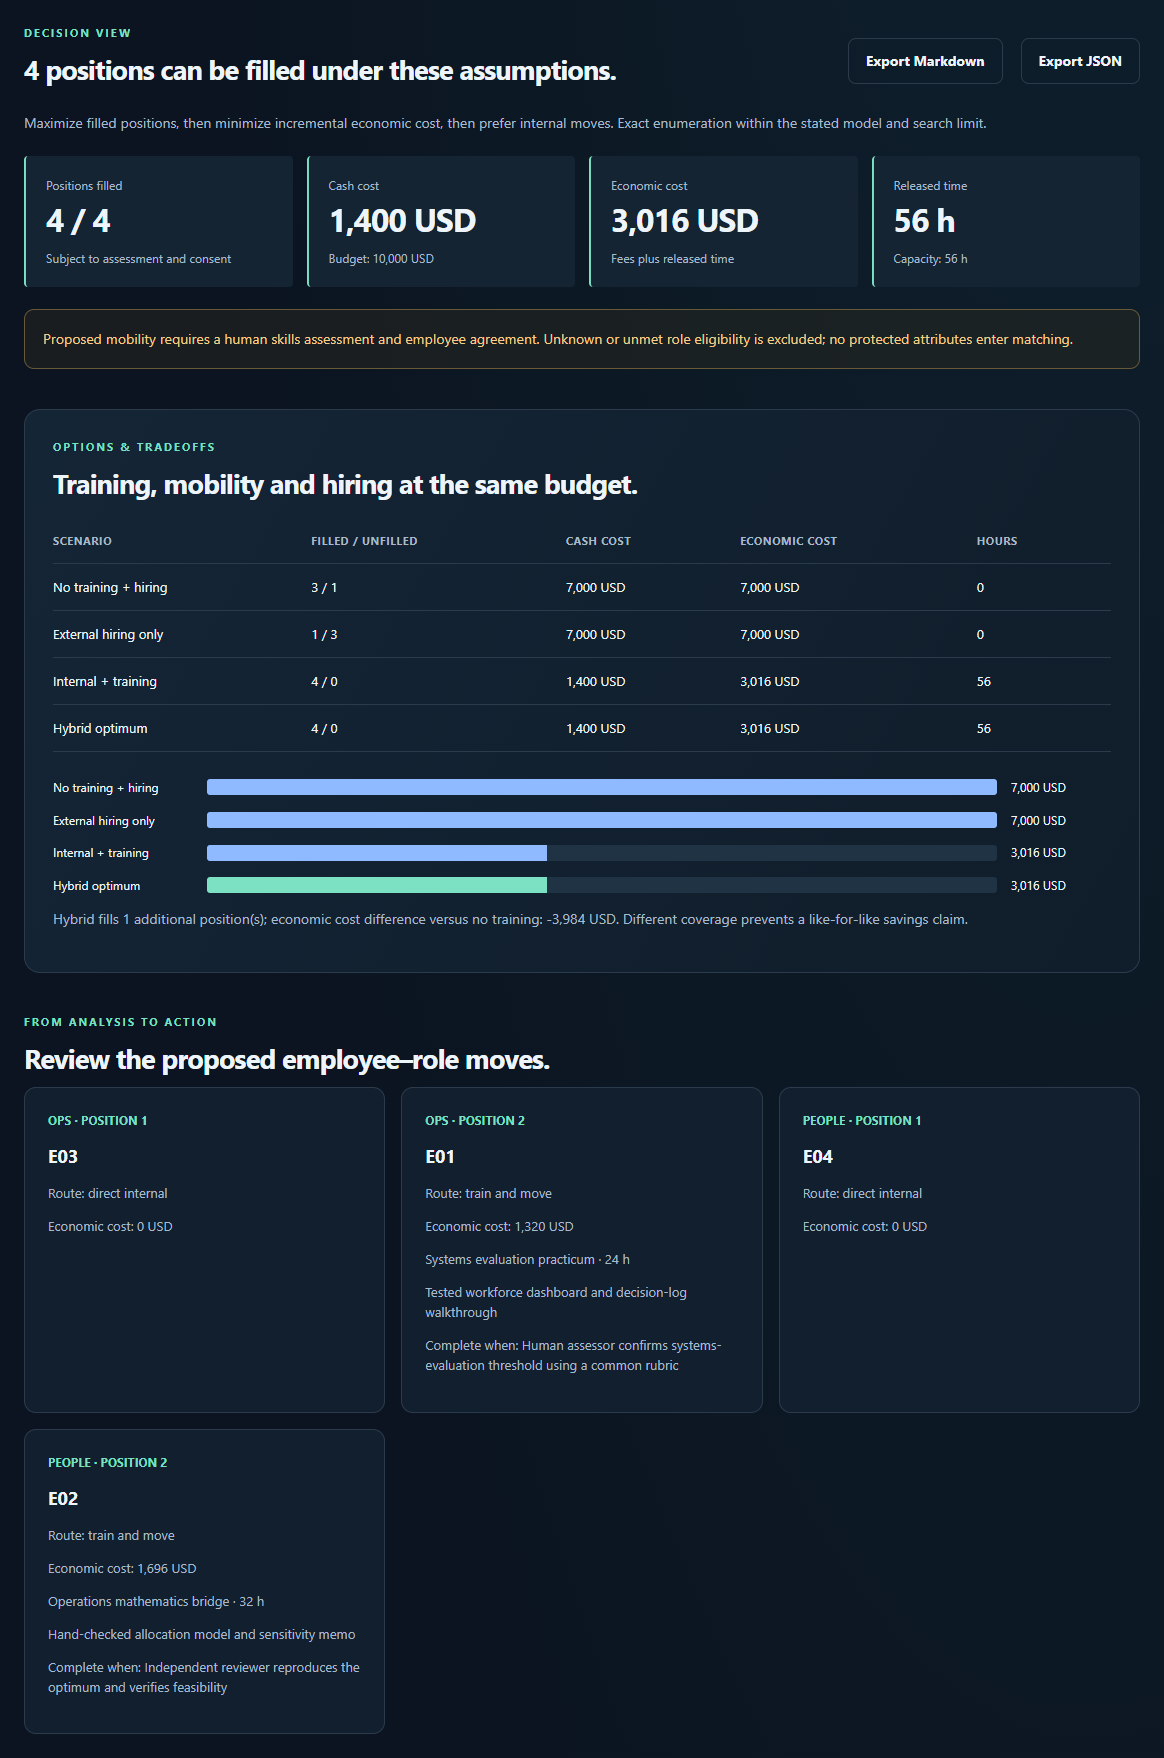 DECISION VIEW
4 positions can be filled under these assumptions.
Export Markdown
Export JSON
Maximize filled positions, then minimize incremental economic cost, then prefer internal moves. Exact enumeration within the stated model and search limit.
Positions filled
4 / 4
Subject to assessment and consent
Cash cost
1,400 USD
Budget: 10,000 USD
Economic cost
3,016 USD
Fees plus released time
Released time
56 h
Capacity: 56 h
Proposed mobility requires a human skills assessment and employee agreement. Unknown or unmet role eligibility is excluded; no protected attributes enter matching.
OPTIONS & TRADEOFFS
Training, mobility and hiring at the same budget.
SCENARIO FILLED / UNFILLED CASH COST ECONOMIC COST HOURS
No training + hiring 3 / 1 7,000 USD 7,000 USD 0
External hiring only 1 / 3 7,000 USD 7,000 USD 0
Internal + training 4 / 0 1,400 USD 3,016 USD 56
Hybrid optimum 4 / 0 1,400 USD 3,016 USD 56
No training + hiring 7,000 USD
External hiring only 7,000 USD
Internal + training 3,016 USD
Hybrid optimum 3,016 USD
Hybrid fills 1 additional position(s); economic cost difference versus no training: -3,984 USD. Different coverage prevents a like-for-like savings claim.
FROM ANALYSIS TO ACTION
Review the proposed employee–role moves.
OPS · POSITION 1
E03
Route: direct internal
Economic cost: 0 USD
OPS · POSITION 2
E01
Route: train and move
Economic cost: 1,320 USD
Systems evaluation practicum · 24 h
Tested workforce dashboard and decision-log
walkthrough
Complete when: Human assessor confirms systems-
evaluation threshold using a common rubric
PEOPLE · POSITION 1
E04
Route: direct internal
Economic cost: 0 USD
PEOPLE · POSITION 2
E02
Route: train and move
Economic cost: 1,696 USD
Operations mathematics bridge · 32 h
Hand-checked allocation model and sensitivity memo
Complete when: Independent reviewer reproduces the
optimum and verifies feasibility